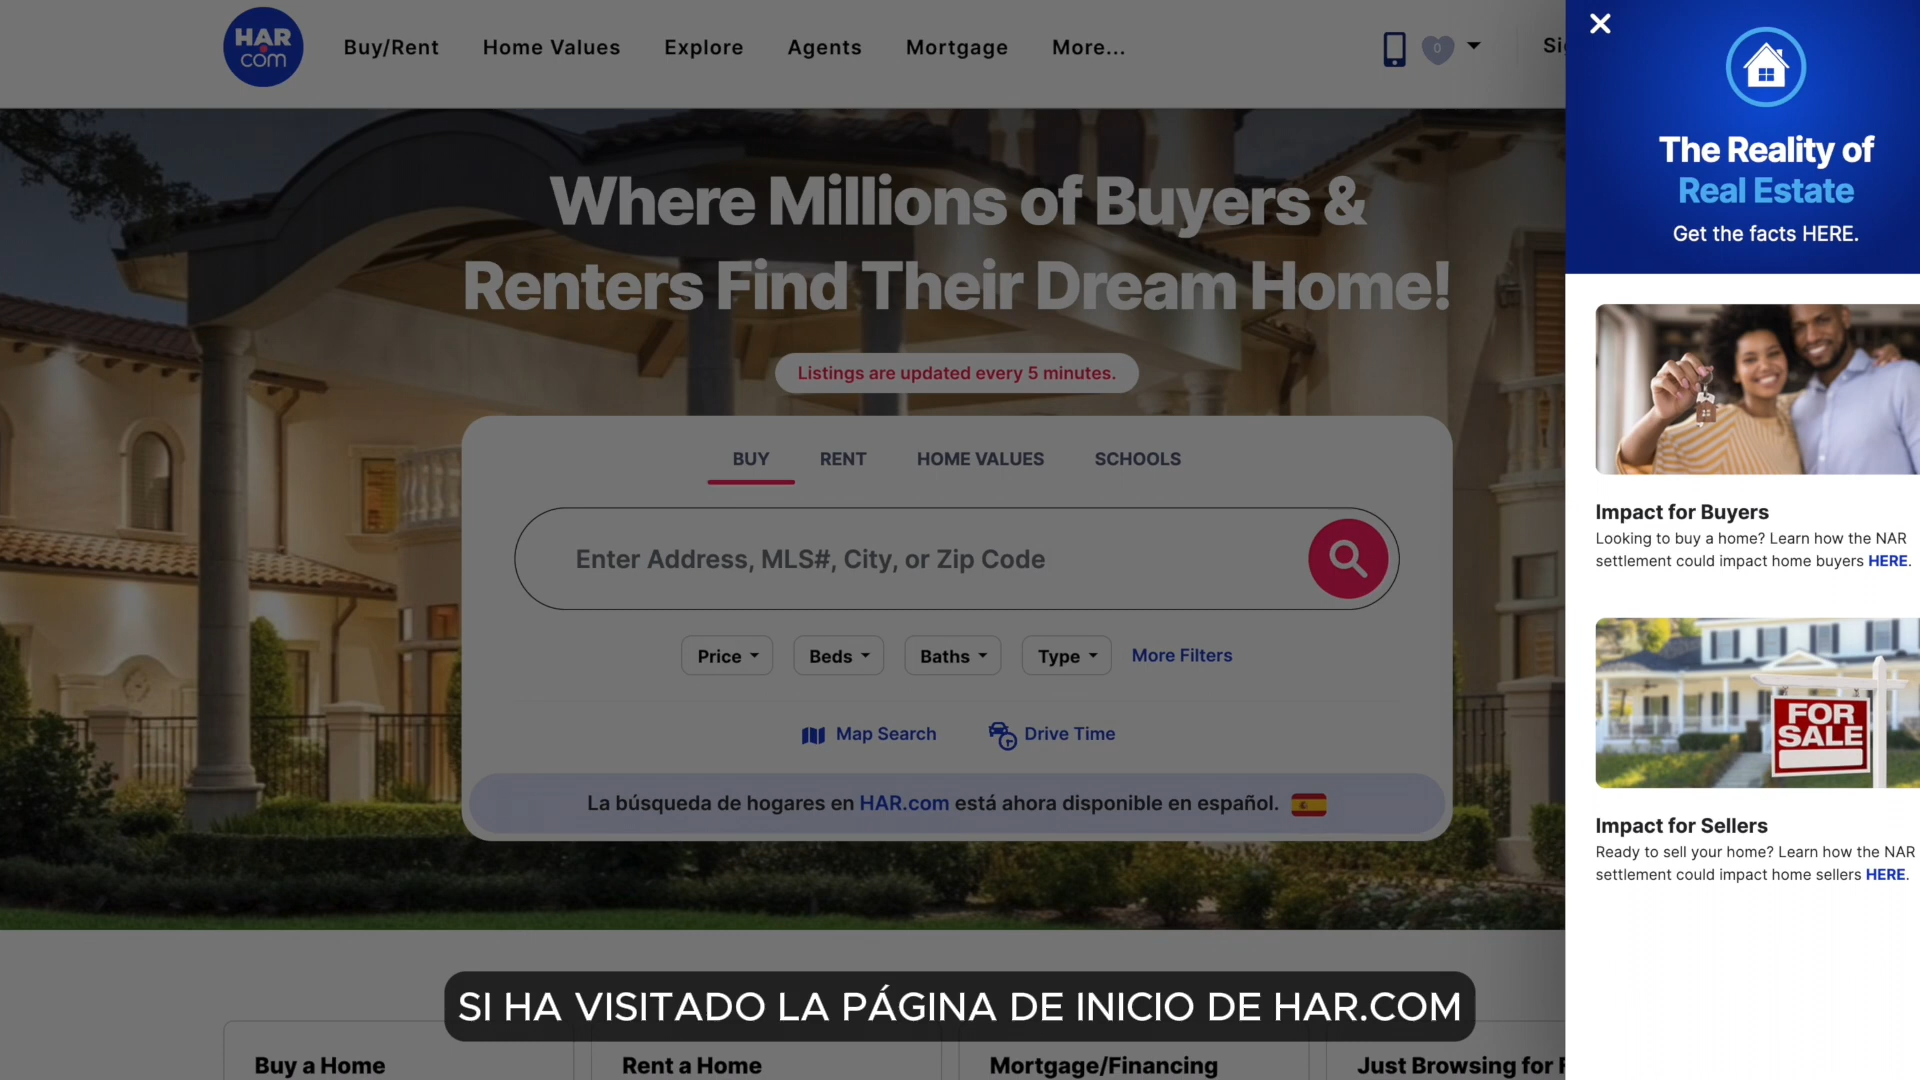 HAR
com
Buy/Rent
Home Values
Explore
Agents
Mortgage
More...
0
Where Millions of Buyers &
Renters Find Their Dream Home!
Listings are updated every 5 minutes.
BUY
RENT
HOME VALUES
SCHOOLS
Enter Address, MLS#, City, or Zip Code
Price
Beds
Baths
Type
More Filters
Map Search
Drive Time
La búsqueda de hogares en HAR.com está ahora disponible en español.
SI HA VISITADO LA PÁGINA DE INICIO DE HAR.COM
Buy a Home
Rent a Home
Mortgage/Financing
Just Browsing for
The Reality of
Real Estate
Get the facts HERE.
Impact for Buyers
Looking to buy a home? Learn how the NAR
settlement could impact home buyers HERE.
FOR
SALE
Impact for Sellers
Ready to sell your home? Learn how the NAR
settlement could impact home sellers HERE.